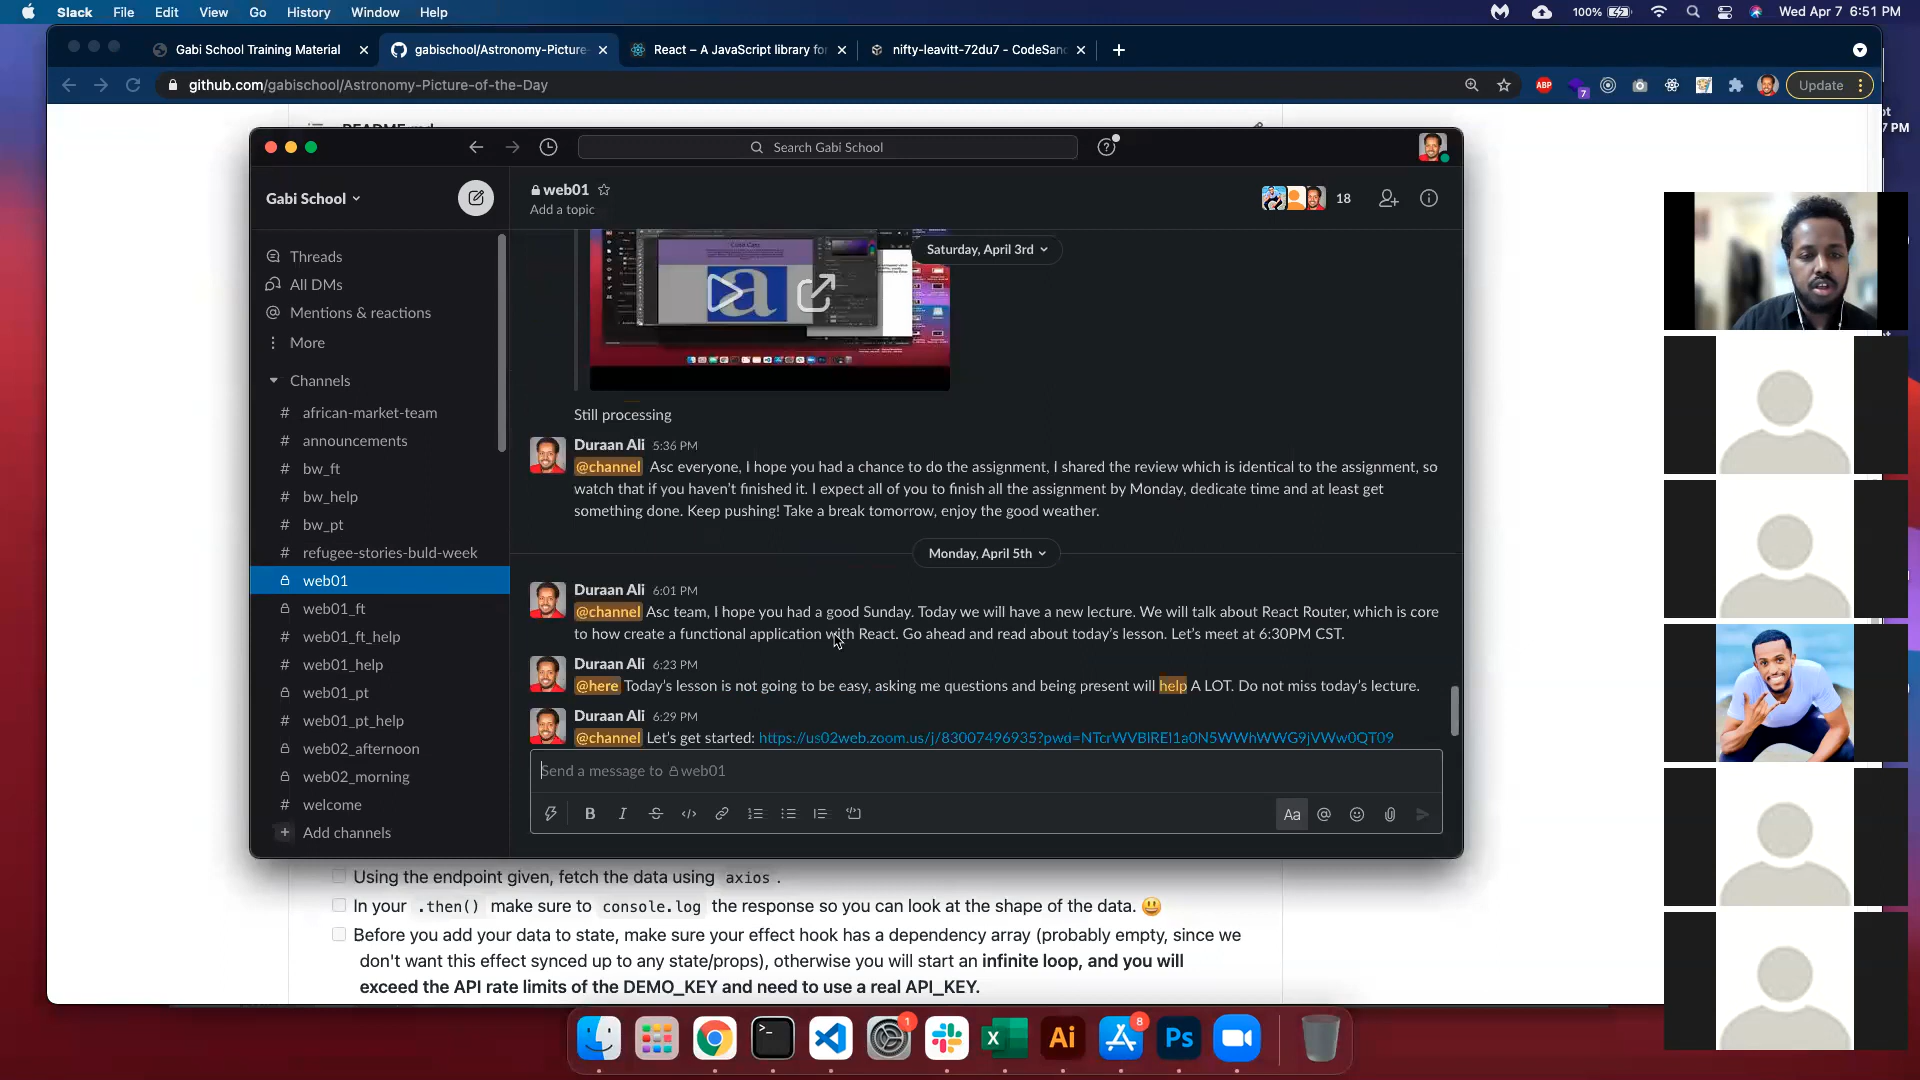 Slack File Edit View Go History Window Help 100% Wed Apr 7 6:51 PM
Gabi School Training Material gabischool/Astronomy-Picture- React – A JavaScript library for nifty-leavitt-72du7 - CodeSan
github.com/gabischool/Astronomy-Picture-of-the-Day ABP 7 Update
7 PM
README.md
Search Gabi School
Gabi School
web01
Add a topic
18
Threads
All DMs
Mentions & reactions
More
Channels
# african-market-team
# announcements
# bw_ft
# bw_help
# bw_pt
# refugee-stories-buld-week
web01
web01_ft
web01_ft_help
web01_help
web01_pt
web01_pt_help
web02_afternoon
web02_morning
# welcome
+ Add channels
Saturday, April 3rd
Still processing
Duraan Ali 5:36 PM
@channel Asc everyone, I hope you had a chance to do the assignment, I shared the review which is identical to the assignment, so
watch that if you haven't finished it. I expect all of you to finish all the assignment by Monday, dedicate time and at least get
something done. Keep pushing! Take a break tomorrow, enjoy the good weather.
Monday, April 5th
Duraan Ali 6:01 PM
@channel Asc team, I hope you had a good Sunday. Today we will have a new lecture. We will talk about React Router, which is core
to how create a functional application with React. Go ahead and read about today's lesson. Let's meet at 6:30PM CST.
Duraan Ali 6:23 PM
@here Today's lesson is not going to be easy, asking me questions and being present will help A LOT. Do not miss today's lecture.
Duraan Ali 6:29 PM
@channel Let's get started: https://us02web.zoom.us/j/83007496935?pwd=NTcrWVBlREI1a0N5WWhWWG9jVWw0QT09
Send a message to web01
B I S </> Aa @
Using the endpoint given, fetch the data using axios .
In your .then() make sure to console.log the response so you can look at the shape of the data. 😃
Before you add your data to state, make sure your effect hook has a dependency array (probably empty, since we
don't want this effect synced up to any state/props), otherwise you will start an infinite loop, and you will
exceed the API rate limits of the DEMO_KEY and need to use a real API_KEY.
1 X Ai 8 Ps